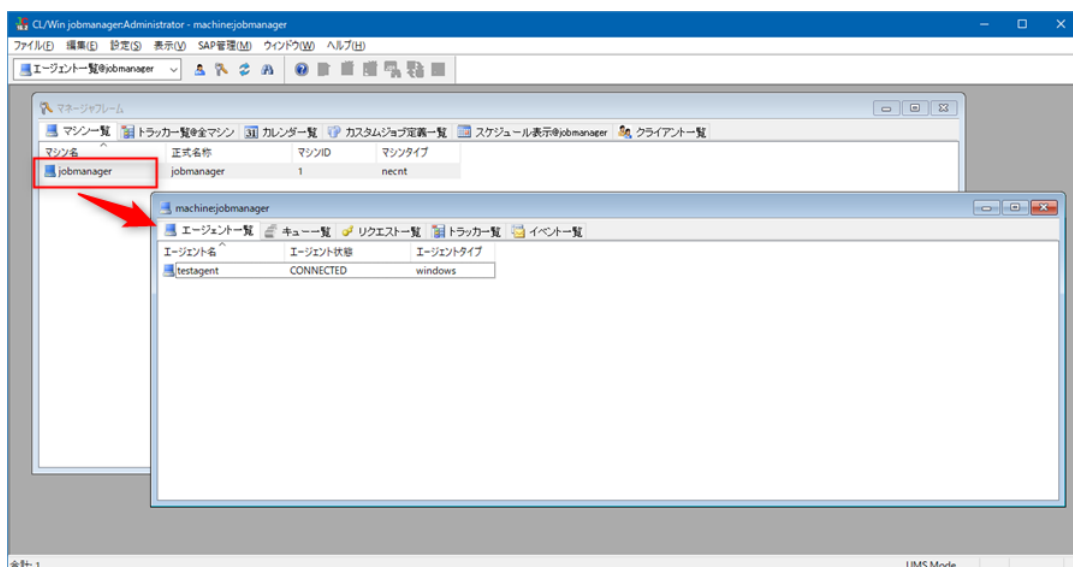 CL/Win jobmanager:Administrator - machine:jobmanager
ファイル(F) 編集(E) 設定(S) 表示(V) SAP管理(M) ウィンドウ(W) ヘルプ(H)
エージェント一覧@jobmanager
マネージャフレーム
マシン一覧 トラッカ一覧@全マシン 31 カレンダー一覧 カスタムジョブ定義一覧 スケジュール表示@jobmanager クライアント一覧
マシン名 正式名称 マシンID マシンタイプ
jobmanager jobmanager 1 necnt
machine:jobmanager
エージェント一覧 キュー一覧 リクエスト一覧 トラッカ一覧 イベント一覧
エージェント名 エージェント状態 エージェントタイプ
testagent CONNECTED windows
合計: 1 UMS Mode